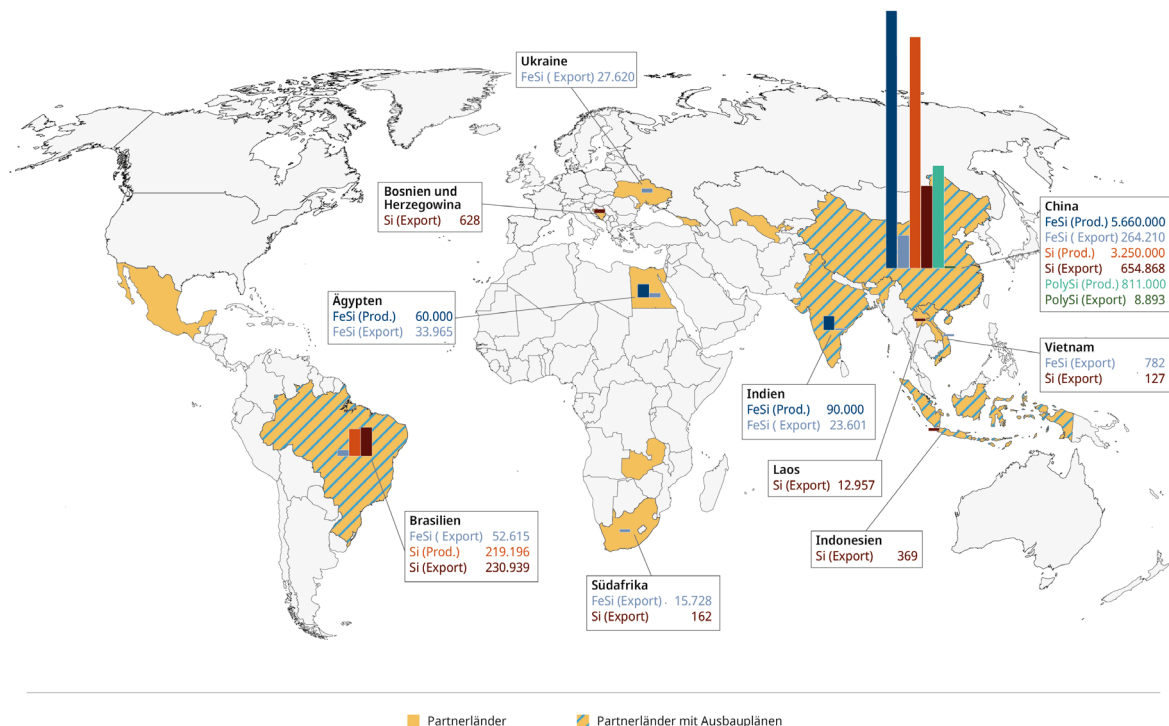 Ukraine
FeSi ( Export) 27.620
Bosnien und
Herzegowina
Si (Export) 628
China
FeSi (Prod.) 5.660.000
FeSi ( Export) 264.210
Si (Prod.) 3.250.000
Si (Export) 654.868
PolySi (Prod.) 811.000
PolySi (Export) 8.893
Ägypten
FeSi (Prod.) 60.000
FeSi (Export) 33.965
Vietnam
FeSi (Export) 782
Si (Export) 127
Indien
FeSi (Prod.) 90.000
FeSi ( Export) 23.601
Laos
Si (Export) 12.957
Brasilien
FeSi ( Export) 52.615
Si (Prod.) 219.196
Si (Export) 230.939
Indonesien
Si (Export) 369
Südafrika
FeSi (Export) 15.728
Si (Export) 162
Partnerländer
Partnerländer mit Ausbauplänen